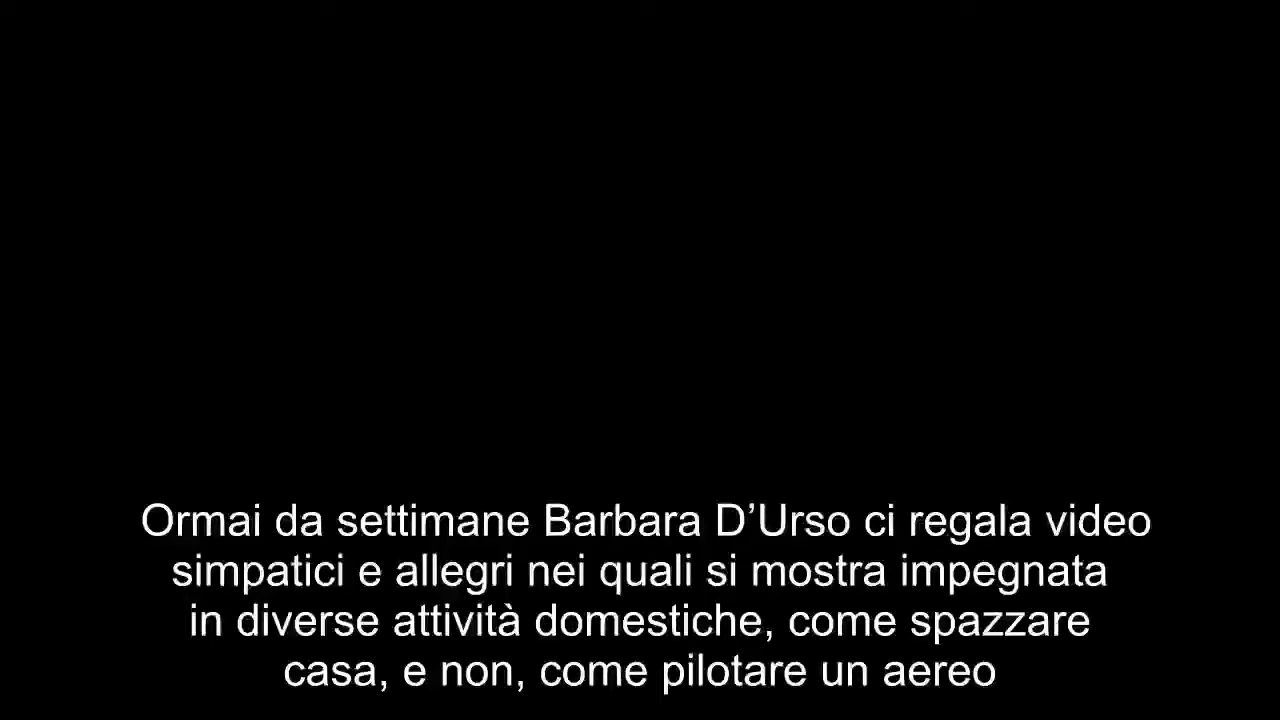 Ormai da settimane Barbara D’Urso ci regala video
simpatici e allegri nei quali si mostra impegnata
in diverse attività domestiche, come spazzare
casa, e non, come pilotare un aereo